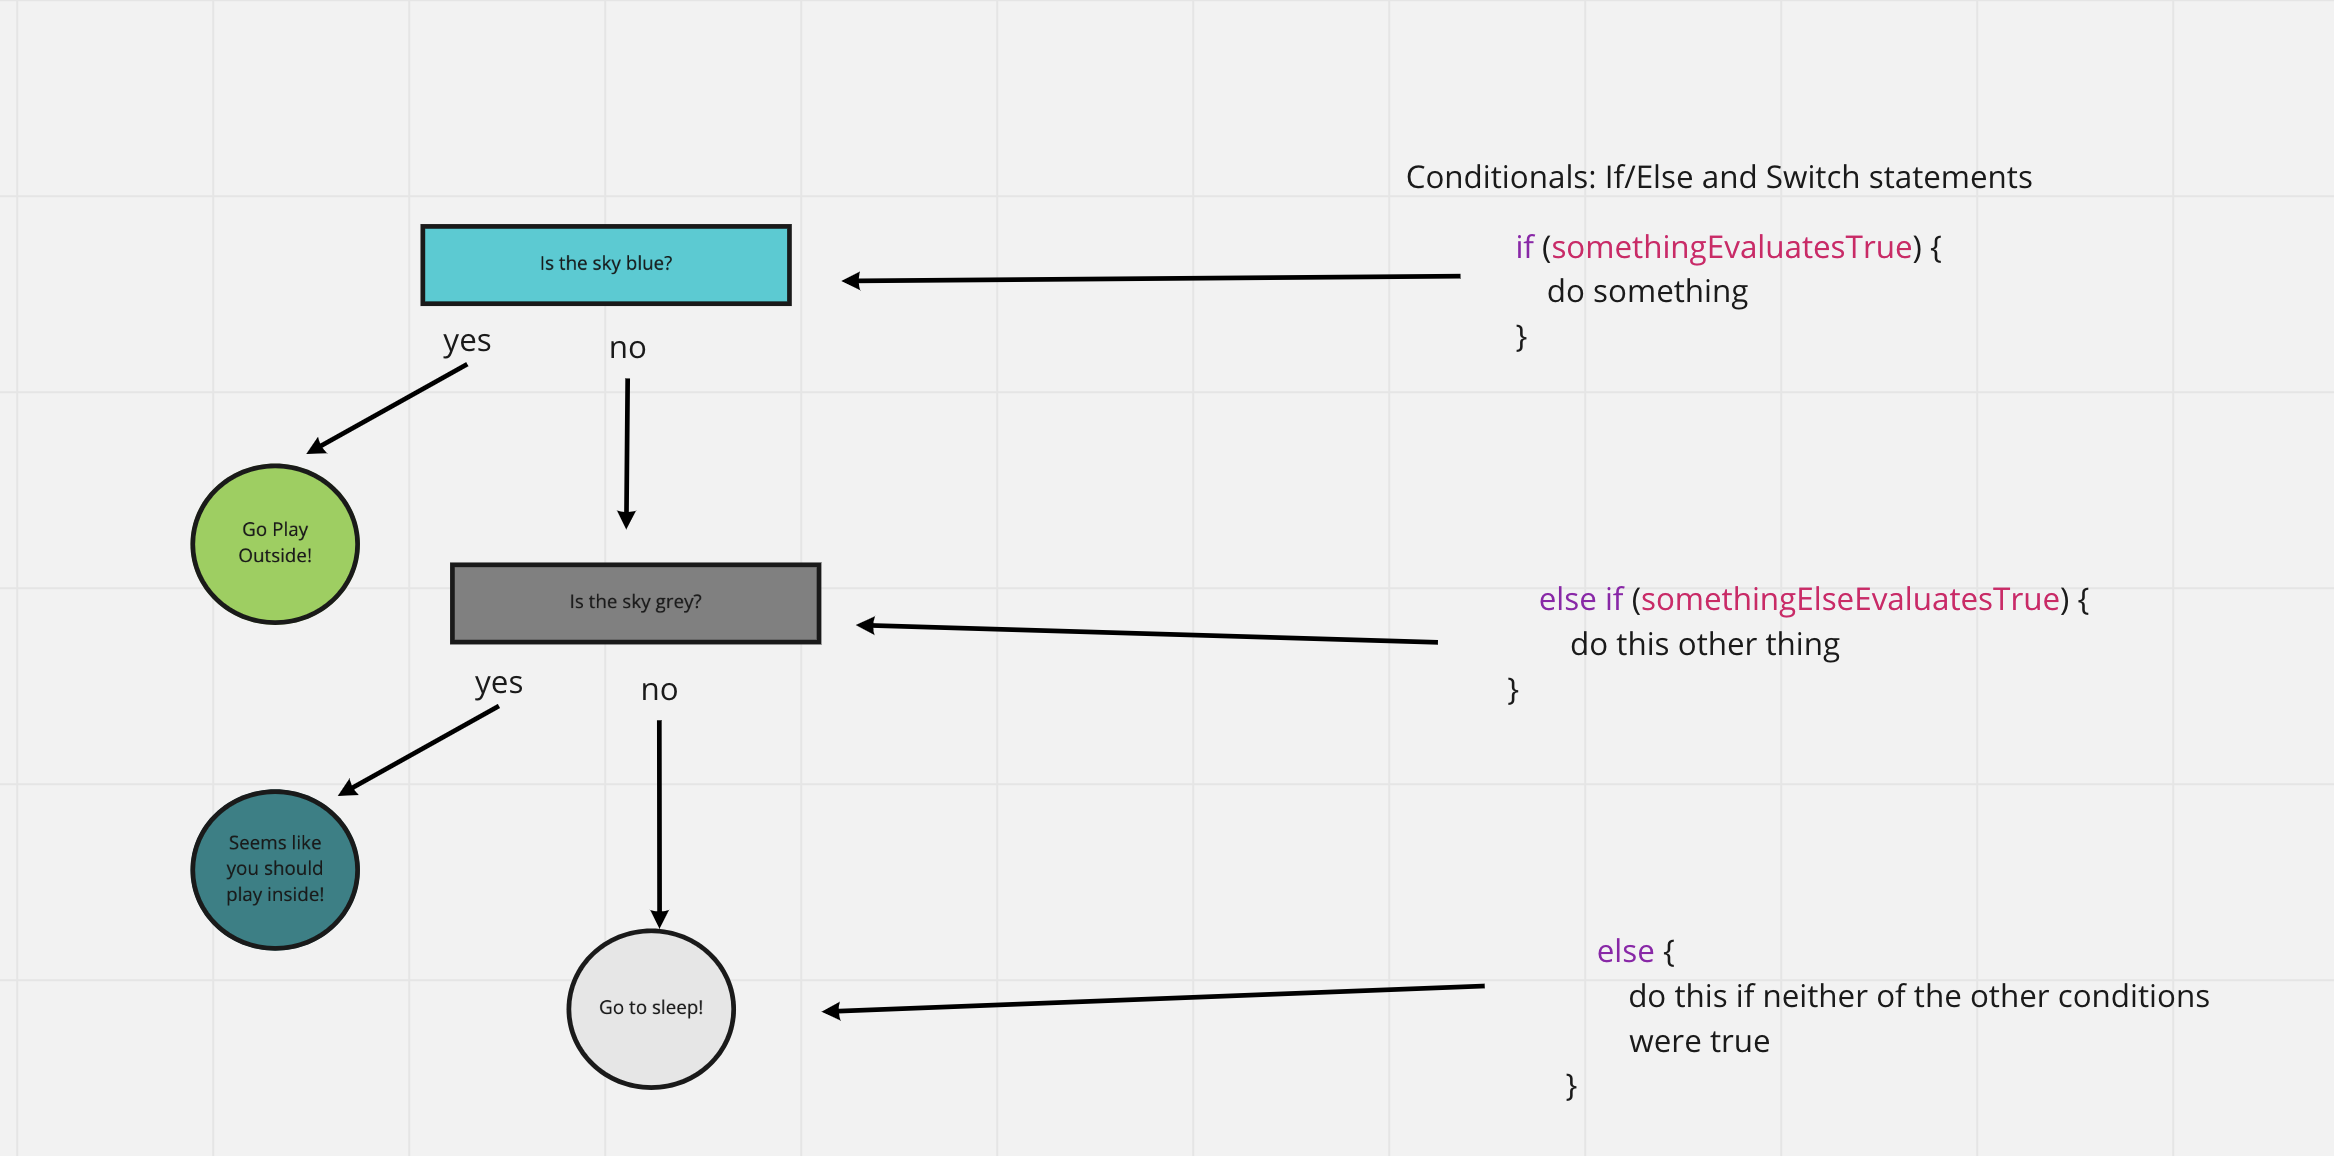 Conditionals: If/Else and Switch statements
Is the sky blue?
if (somethingEvaluatesTrue) {
do something
}
yes
no
Go Play
Outside!
Is the sky grey?
else if (somethingElseEvaluatesTrue) {
do this other thing
}
yes
no
Seems like
you should
play inside!
Go to sleep!
else {
do this if neither of the other conditions
were true
}